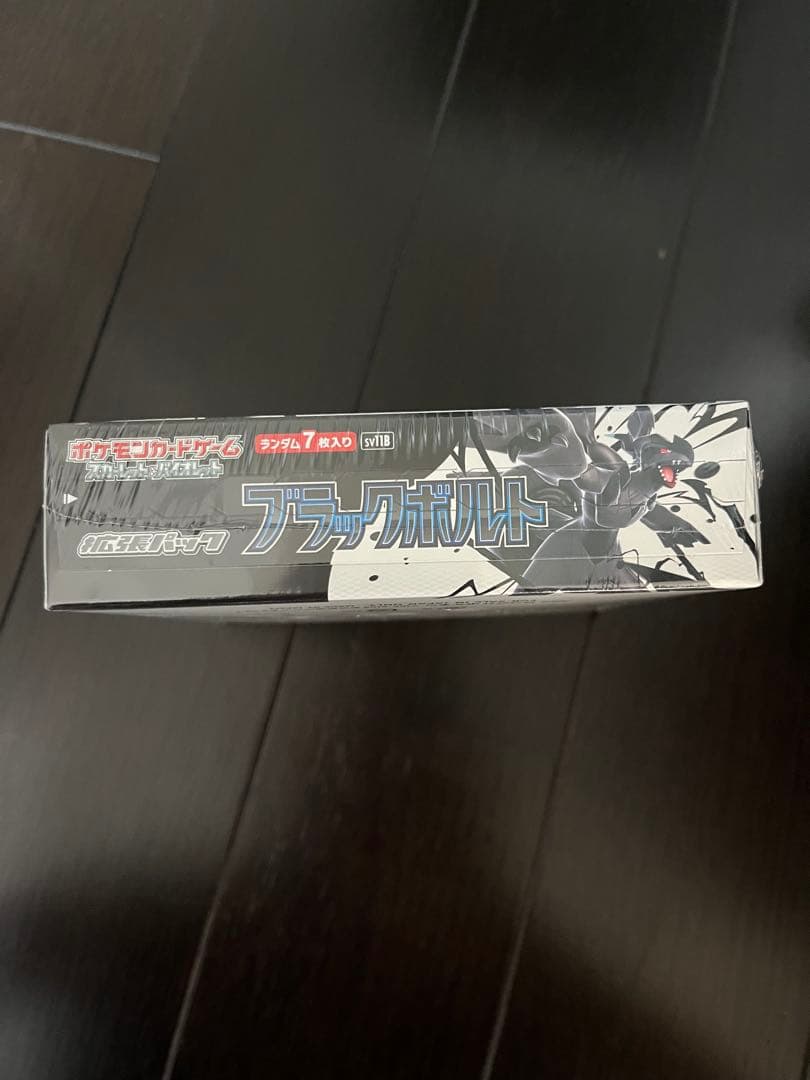 ポケモンカードゲーム
スカーレット&バイオレット
ランダム7枚入り
sv11B
拡張パック
ブラックボルト